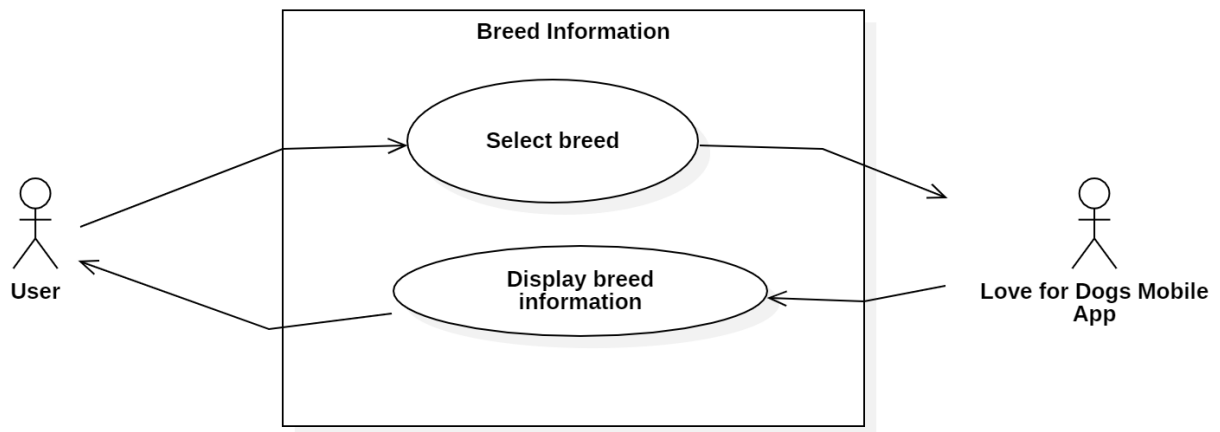 Breed Information
Select breed
Display breed
information
User
Love for Dogs Mobile
App